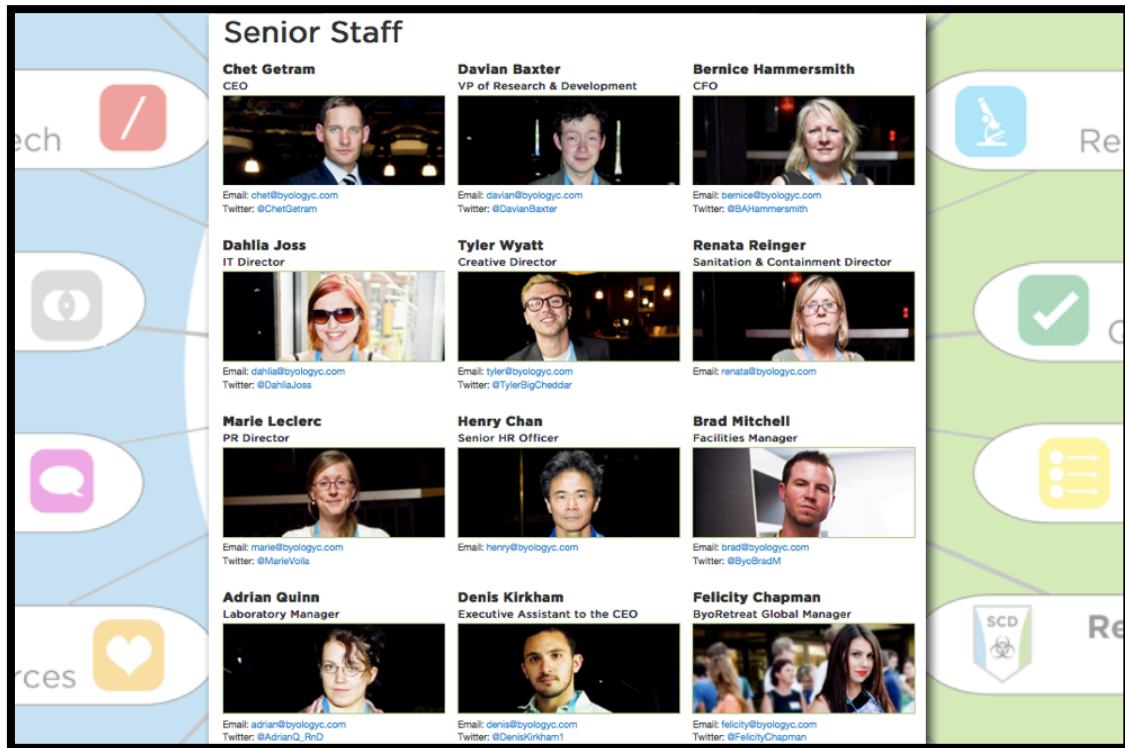 Senior Staff
Chet Getram
CEO
Email: chet@byologyc.com
Twitter: @ChetGetram
Davian Baxter
VP of Research & Development
Email: davian@byologyc.com
Twitter: @DavianBaxter
Bernice Hammersmith
CFO
Email: bernice@byologyc.com
Twitter: @BAHammersmith
Dahlia Joss
IT Director
Email: dahlia@byologyc.com
Twitter: @DahliaJoss
Tyler Wyatt
Creative Director
Email: tyler@byologyc.com
Twitter: @TylerBigCheddar
Renata Reinger
Sanitation & Containment Director
Email: renata@byologyc.com
Marie Leclerc
PR Director
Email: marie@byologyc.com
Twitter: @MarieVoila
Henry Chan
Senior HR Officer
Email: henry@byologyc.com
Brad Mitchell
Facilities Manager
Email: brad@byologyc.com
Twitter: @ByoBradM
Adrian Quinn
Laboratory Manager
Email: adrian@byologyc.com
Twitter: @AdrianQ_RnD
Denis Kirkham
Executive Assistant to the CEO
Email: denis@byologyc.com
Twitter: @DenisKirkham1
Felicity Chapman
ByoRetreat Global Manager
Email: felicity@byologyc.com
Twitter: @FelicityChapman
ech
rces
Re
SCD
Re